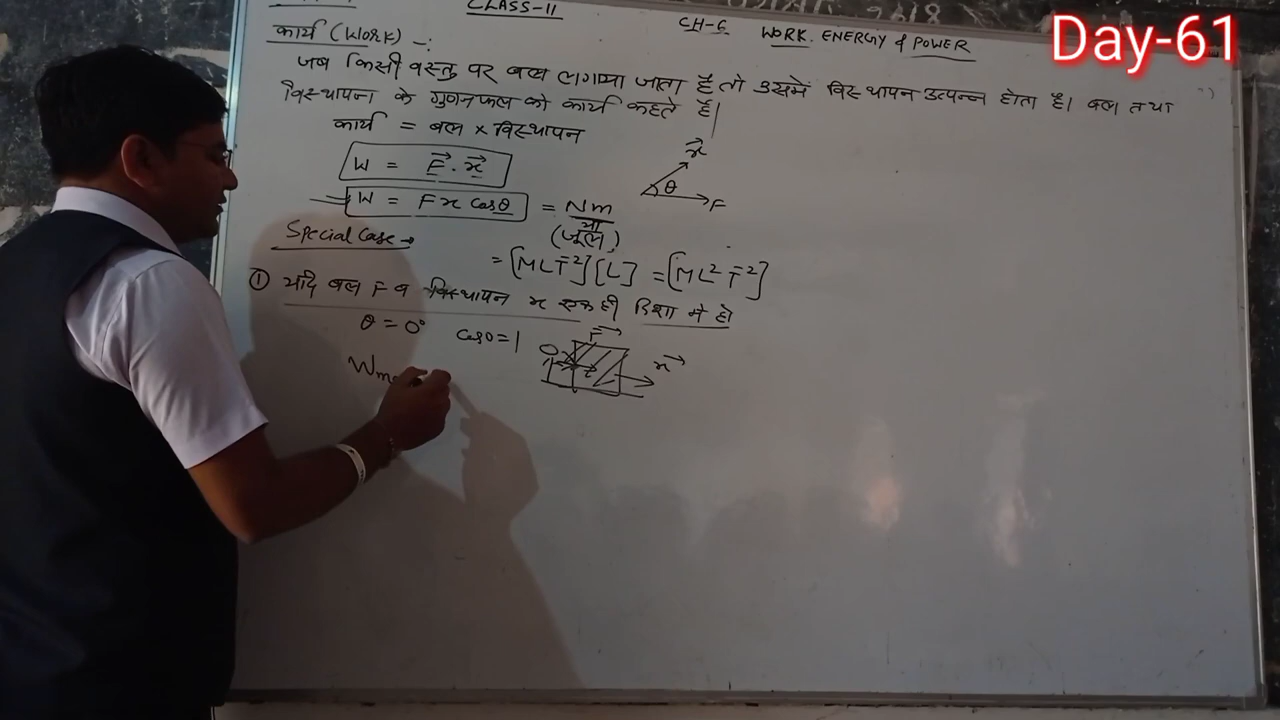 CLASS-11
CH-6 WORK. ENERGY & POWER
Day-61
कार्य (Work) -:
जब किसी वस्तु पर बल लगाया जाता है तो उसमें विस्थापन उत्पन्न होता है। बल तथा
विस्थापन के गुणनफल को कार्य कहते हैं।
कार्य = बल × विस्थापन
W = F⃗ . x⃗
x⃗
θ
F
W = F x Cosθ = Nm
या
(जूल)
Special Case →
= [MLT⁻²][L] = [ML²T⁻²]
① यदि बल F व विस्थापन x एक ही दिशा में हो
θ = 0° Cos0 = 1
F⃗
x⃗